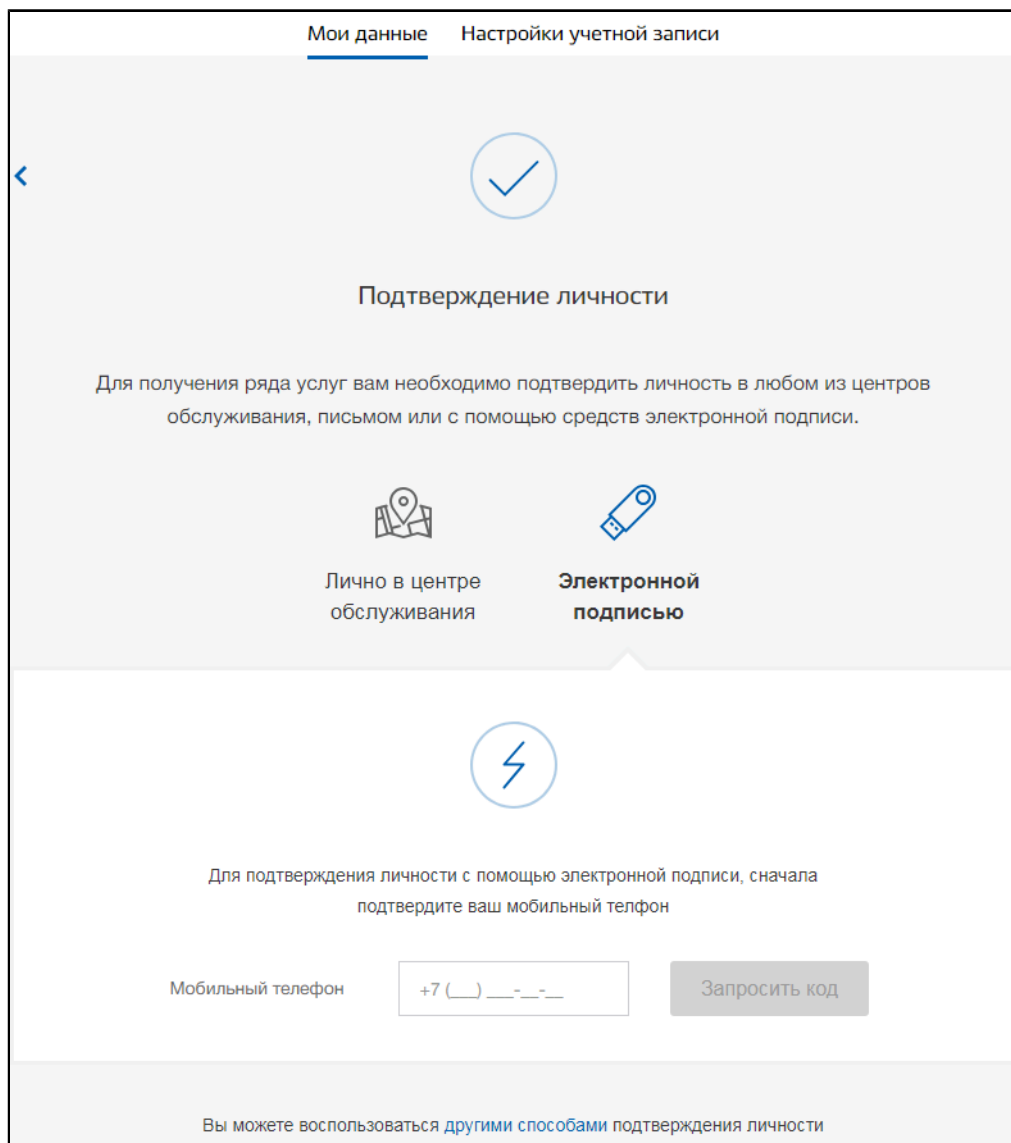 Мои данные Настройки учетной записи
Подтверждение личности
Для получения ряда услуг вам необходимо подтвердить личность в любом из центров
обслуживания, письмом или с помощью средств электронной подписи.
Лично в центре
обслуживания
Электронной
подписью
Для подтверждения личности с помощью электронной подписи, сначала
подтвердите ваш мобильный телфон
Мобильный телефон +7 (__) ___-__-__ Запросить код
Вы можете воспользоваться другими способами подтверждения личности